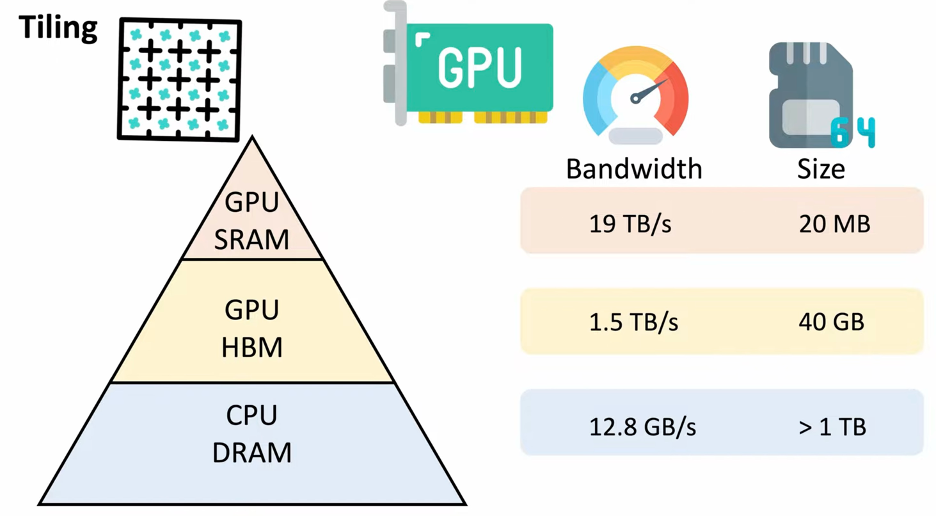 Tiling
GPU
64
Bandwidth
Size
GPU
SRAM
19 TB/s
20 MB
GPU
HBM
1.5 TB/s
40 GB
CPU
DRAM
12.8 GB/s
> 1 TB